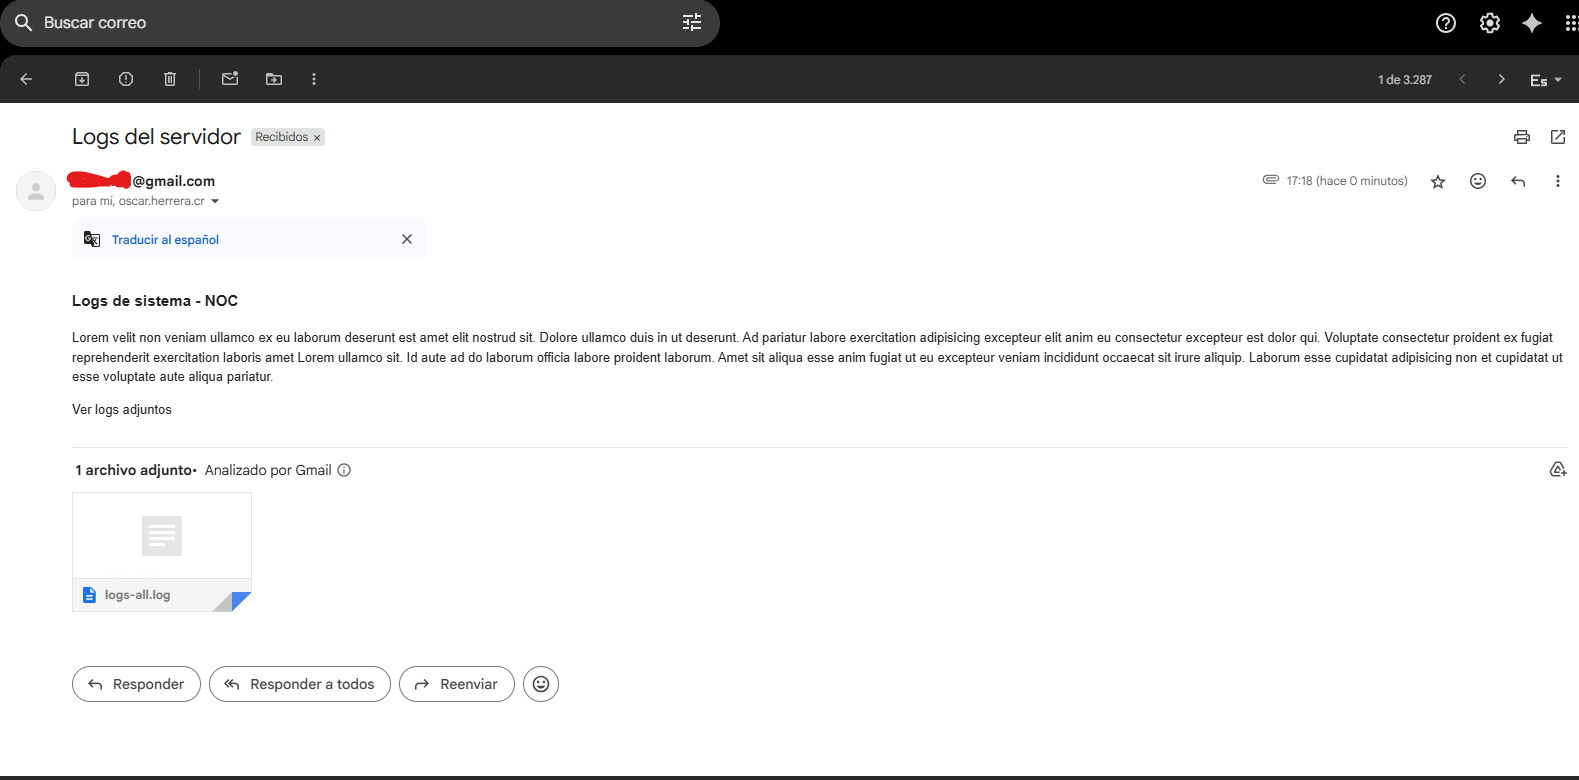 Buscar correo
1 de 3.287
Es
Logs del servidor
Recibidos ×
@gmail.com
17:18 (hace 0 minutos)
para mí, oscar.herrera.cr
Traducir al español
Logs de sistema - NOC
Lorem velit non veniam ullamco ex eu laborum deserunt est amet elit nostrud sit. Dolore ullamco duis in ut deserunt. Ad pariatur labore exercitation adipisicing excepteur elit anim eu consectetur excepteur est dolor qui. Voluptate consectetur proident ex fugiat
reprehenderit exercitation laboris amet Lorem ullamco sit. Id aute ad do laborum officia labore proident laborum. Amet sit aliqua esse anim fugiat ut eu excepteur veniam incididunt occaecat sit irure aliquip. Laborum esse cupidatat adipisicing non et cupidatat ut
esse voluptate aute aliqua pariatur.
Ver logs adjuntos
1 archivo adjunto• Analizado por Gmail
logs-all.log
Responder
Responder a todos
Reenviar